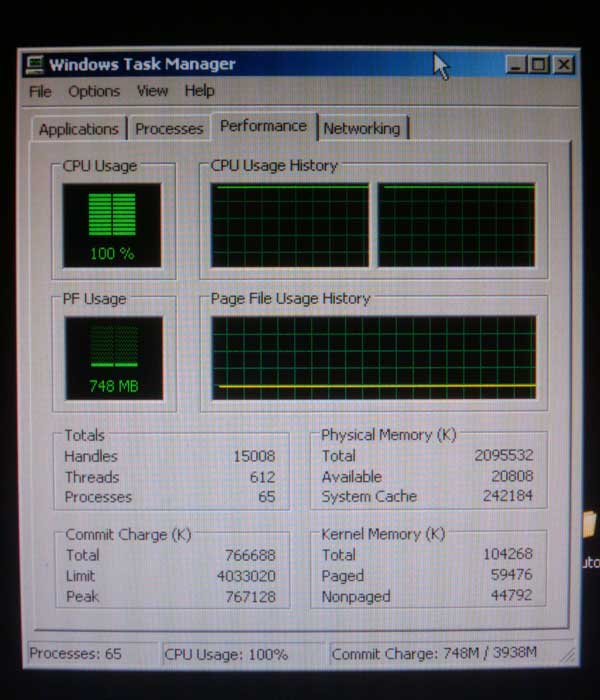 Windows Task Manager
File Options View Help
Applications Processes Performance Networking
CPU Usage CPU Usage History
100 %
PF Usage Page File Usage History
748 MB
Totals
Handles 15008
Threads 612
Processes 65
Physical Memory (K)
Total 2095532
Available 20808
System Cache 242184
Commit Charge (K)
Total 766688
Limit 4033020
Peak 767128
Kernel Memory (K)
Total 104268
Paged 59476
Nonpaged 44792
uto
Processes: 65 CPU Usage: 100% Commit Charge: 748M / 3938M